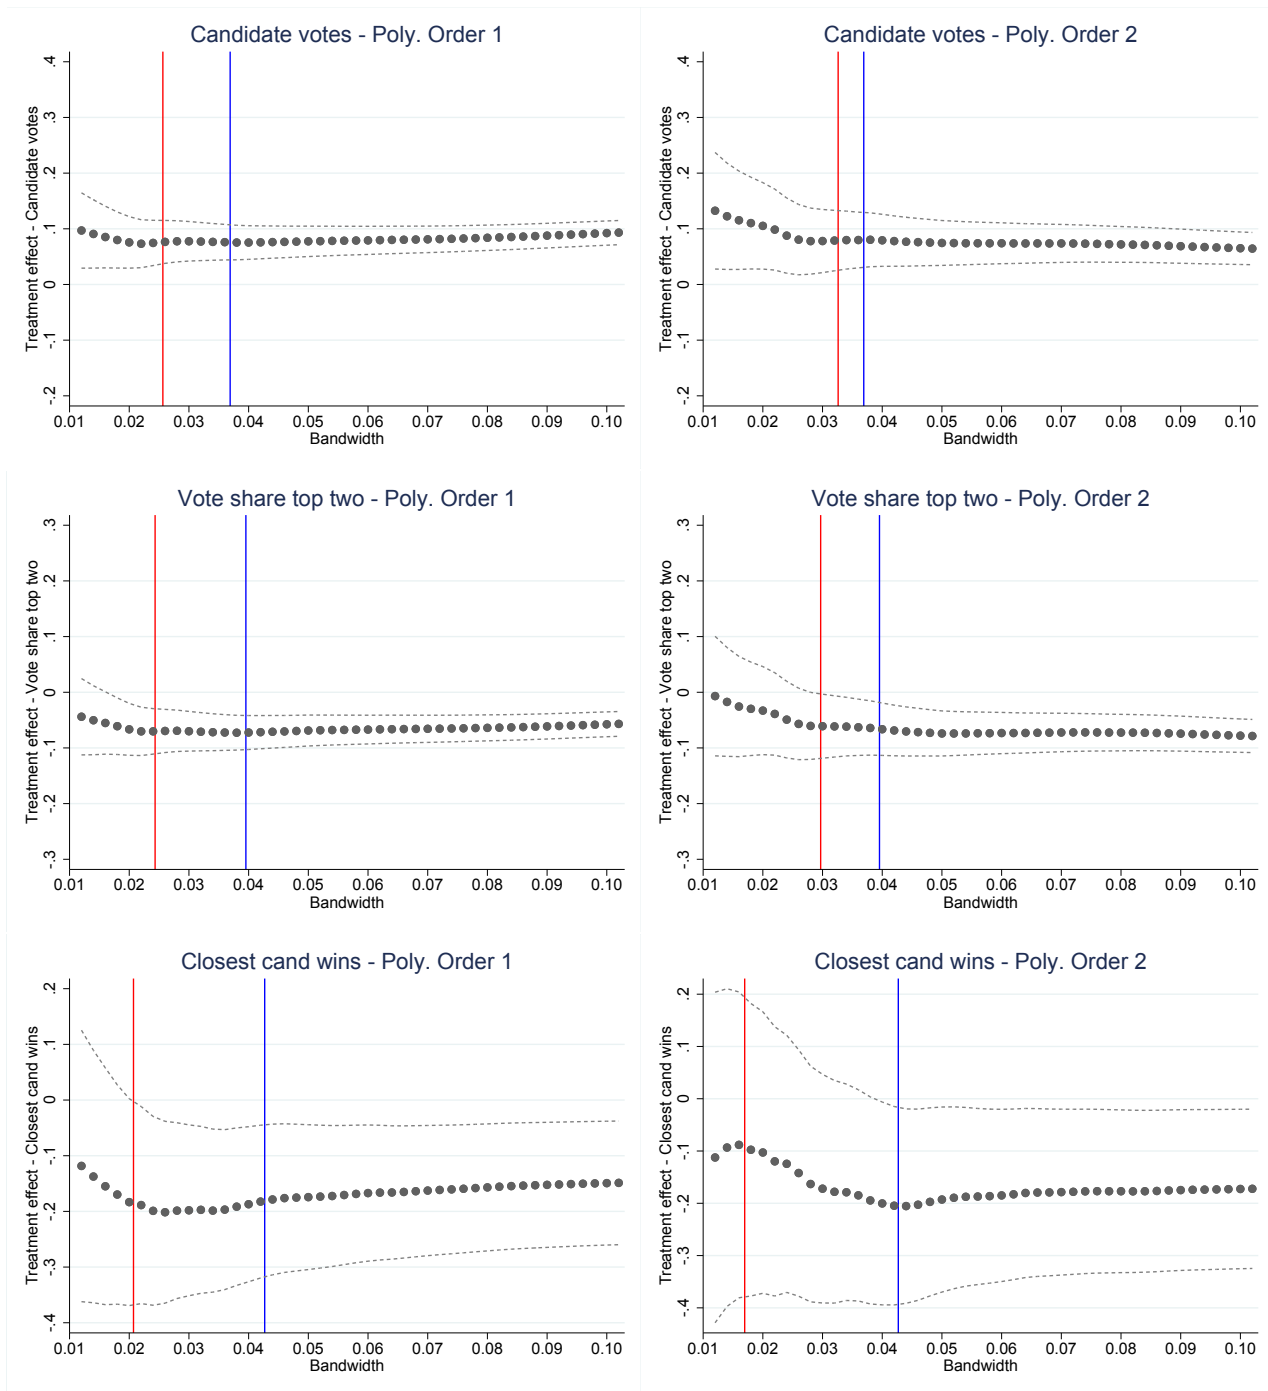 Candidate votes - Poly. Order 1
Treatment effect - Candidate votes
.4
.3
.2
.1
0
-.1
-.2
0.01 0.02 0.03 0.04 0.05 0.06 0.07 0.08 0.09 0.10
Bandwidth
Candidate votes - Poly. Order 2
Treatment effect - Candidate votes
.4
.3
.2
.1
0
-.1
-.2
0.01 0.02 0.03 0.04 0.05 0.06 0.07 0.08 0.09 0.10
Bandwidth
Vote share top two - Poly. Order 1
Treatment effect - Vote share top two
.3
.2
.1
0
-.1
-.2
-.3
0.01 0.02 0.03 0.04 0.05 0.06 0.07 0.08 0.09 0.10
Bandwidth
Vote share top two - Poly. Order 2
Treatment effect - Vote share top two
.3
.2
.1
0
-.1
-.2
-.3
0.01 0.02 0.03 0.04 0.05 0.06 0.07 0.08 0.09 0.10
Bandwidth
Closest cand wins - Poly. Order 1
Treatment effect - Closest cand wins
.2
.1
0
-.1
-.2
-.3
-.4
0.01 0.02 0.03 0.04 0.05 0.06 0.07 0.08 0.09 0.10
Bandwidth
Closest cand wins - Poly. Order 2
Treatment effect - Closest cand wins
.2
.1
0
-.1
-.2
-.3
-.4
0.01 0.02 0.03 0.04 0.05 0.06 0.07 0.08 0.09 0.10
Bandwidth